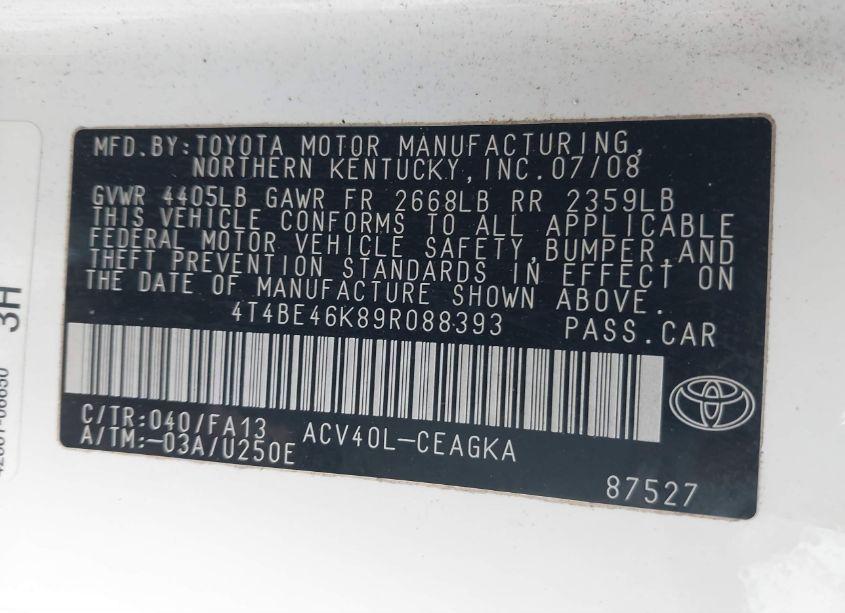 MFD.BY:TOYOTA MOTOR MANUFACTURING,
NORTHERN KENTUCKY,INC.07/08
GVWR 4405LB GAWR FR 2668LB RR 2359LB
THIS VEHICLE CONFORMS TO ALL APPLICABLE
FEDERAL MOTOR VEHICLE SAFETY,BUMPER,AND
THEFT PREVENTION STANDARDS IN EFFECT ON
THE DATE OF MANUFACTURE SHOWN ABOVE.
4T4BE46K89R088393 PASS.CAR
C/TR:040/FA13 ACV40L-CEAGKA
A/TM:-03A/U250E
87527
3H